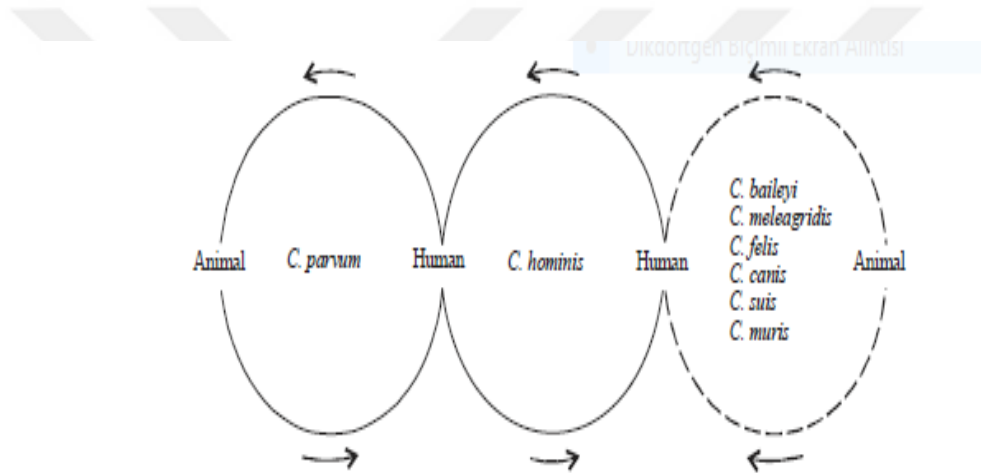 Dikdörtgen Biçimli Ekran Alıntısı
Animal
C. parvum
Human
C. hominis
Human
C. baileyi
C. meleagridis
C. felis
C. canis
C. suis
C. muris
Animal